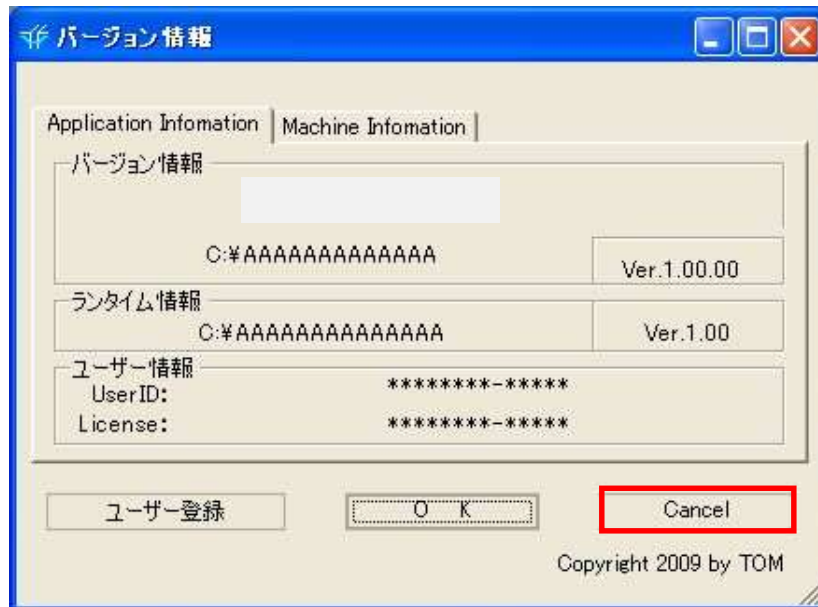 バージョン情報
Application Infomation Machine Infomation
バージョン情報
C:¥AAAAAAAAAAAAA
Ver.1.00.00
ランタイム情報
C:¥AAAAAAAAAAAAAA Ver.1.00
ユーザー情報
UserID: ********-*****
License: ********-*****
ユーザー登録 O K Cancel
Copyright 2009 by TOM